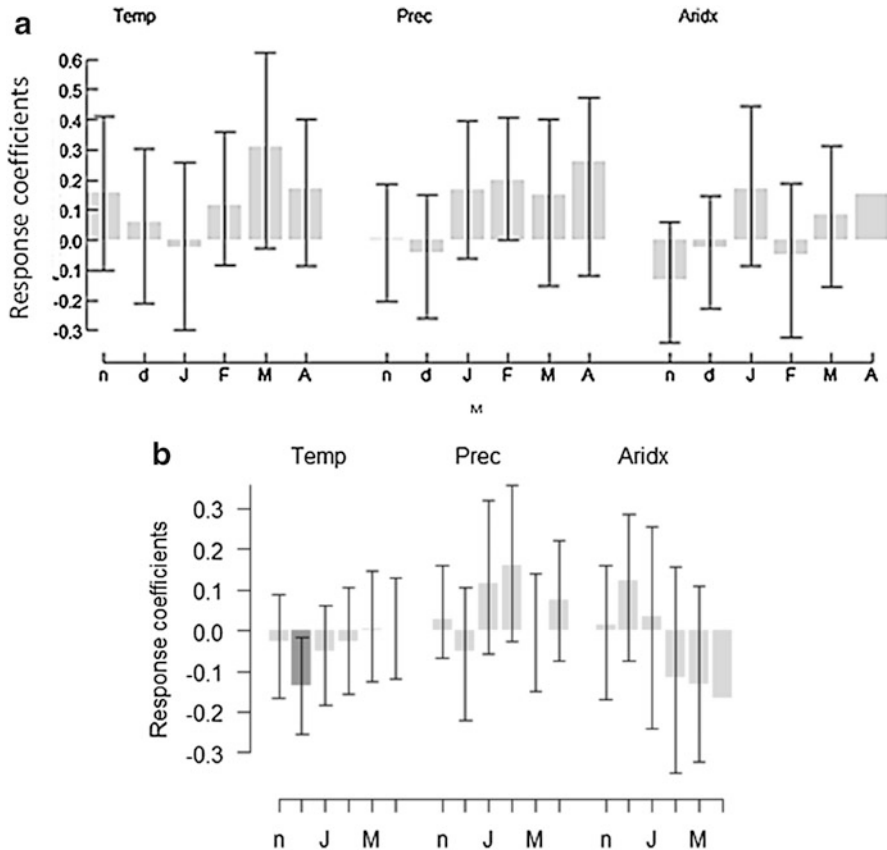 a
Temp Prec Aridx
Response coefficients
0.6
0.5
0.4
0.3
0.2
0.1
0.0
-0.1
-0.2
-0.3
n d J F M A n d J F M A n d J F M A
M
b
Temp Prec Aridx
Response coefficients
0.3
0.2
0.1
0.0
-0.1
-0.2
-0.3
n J M n J M n J M